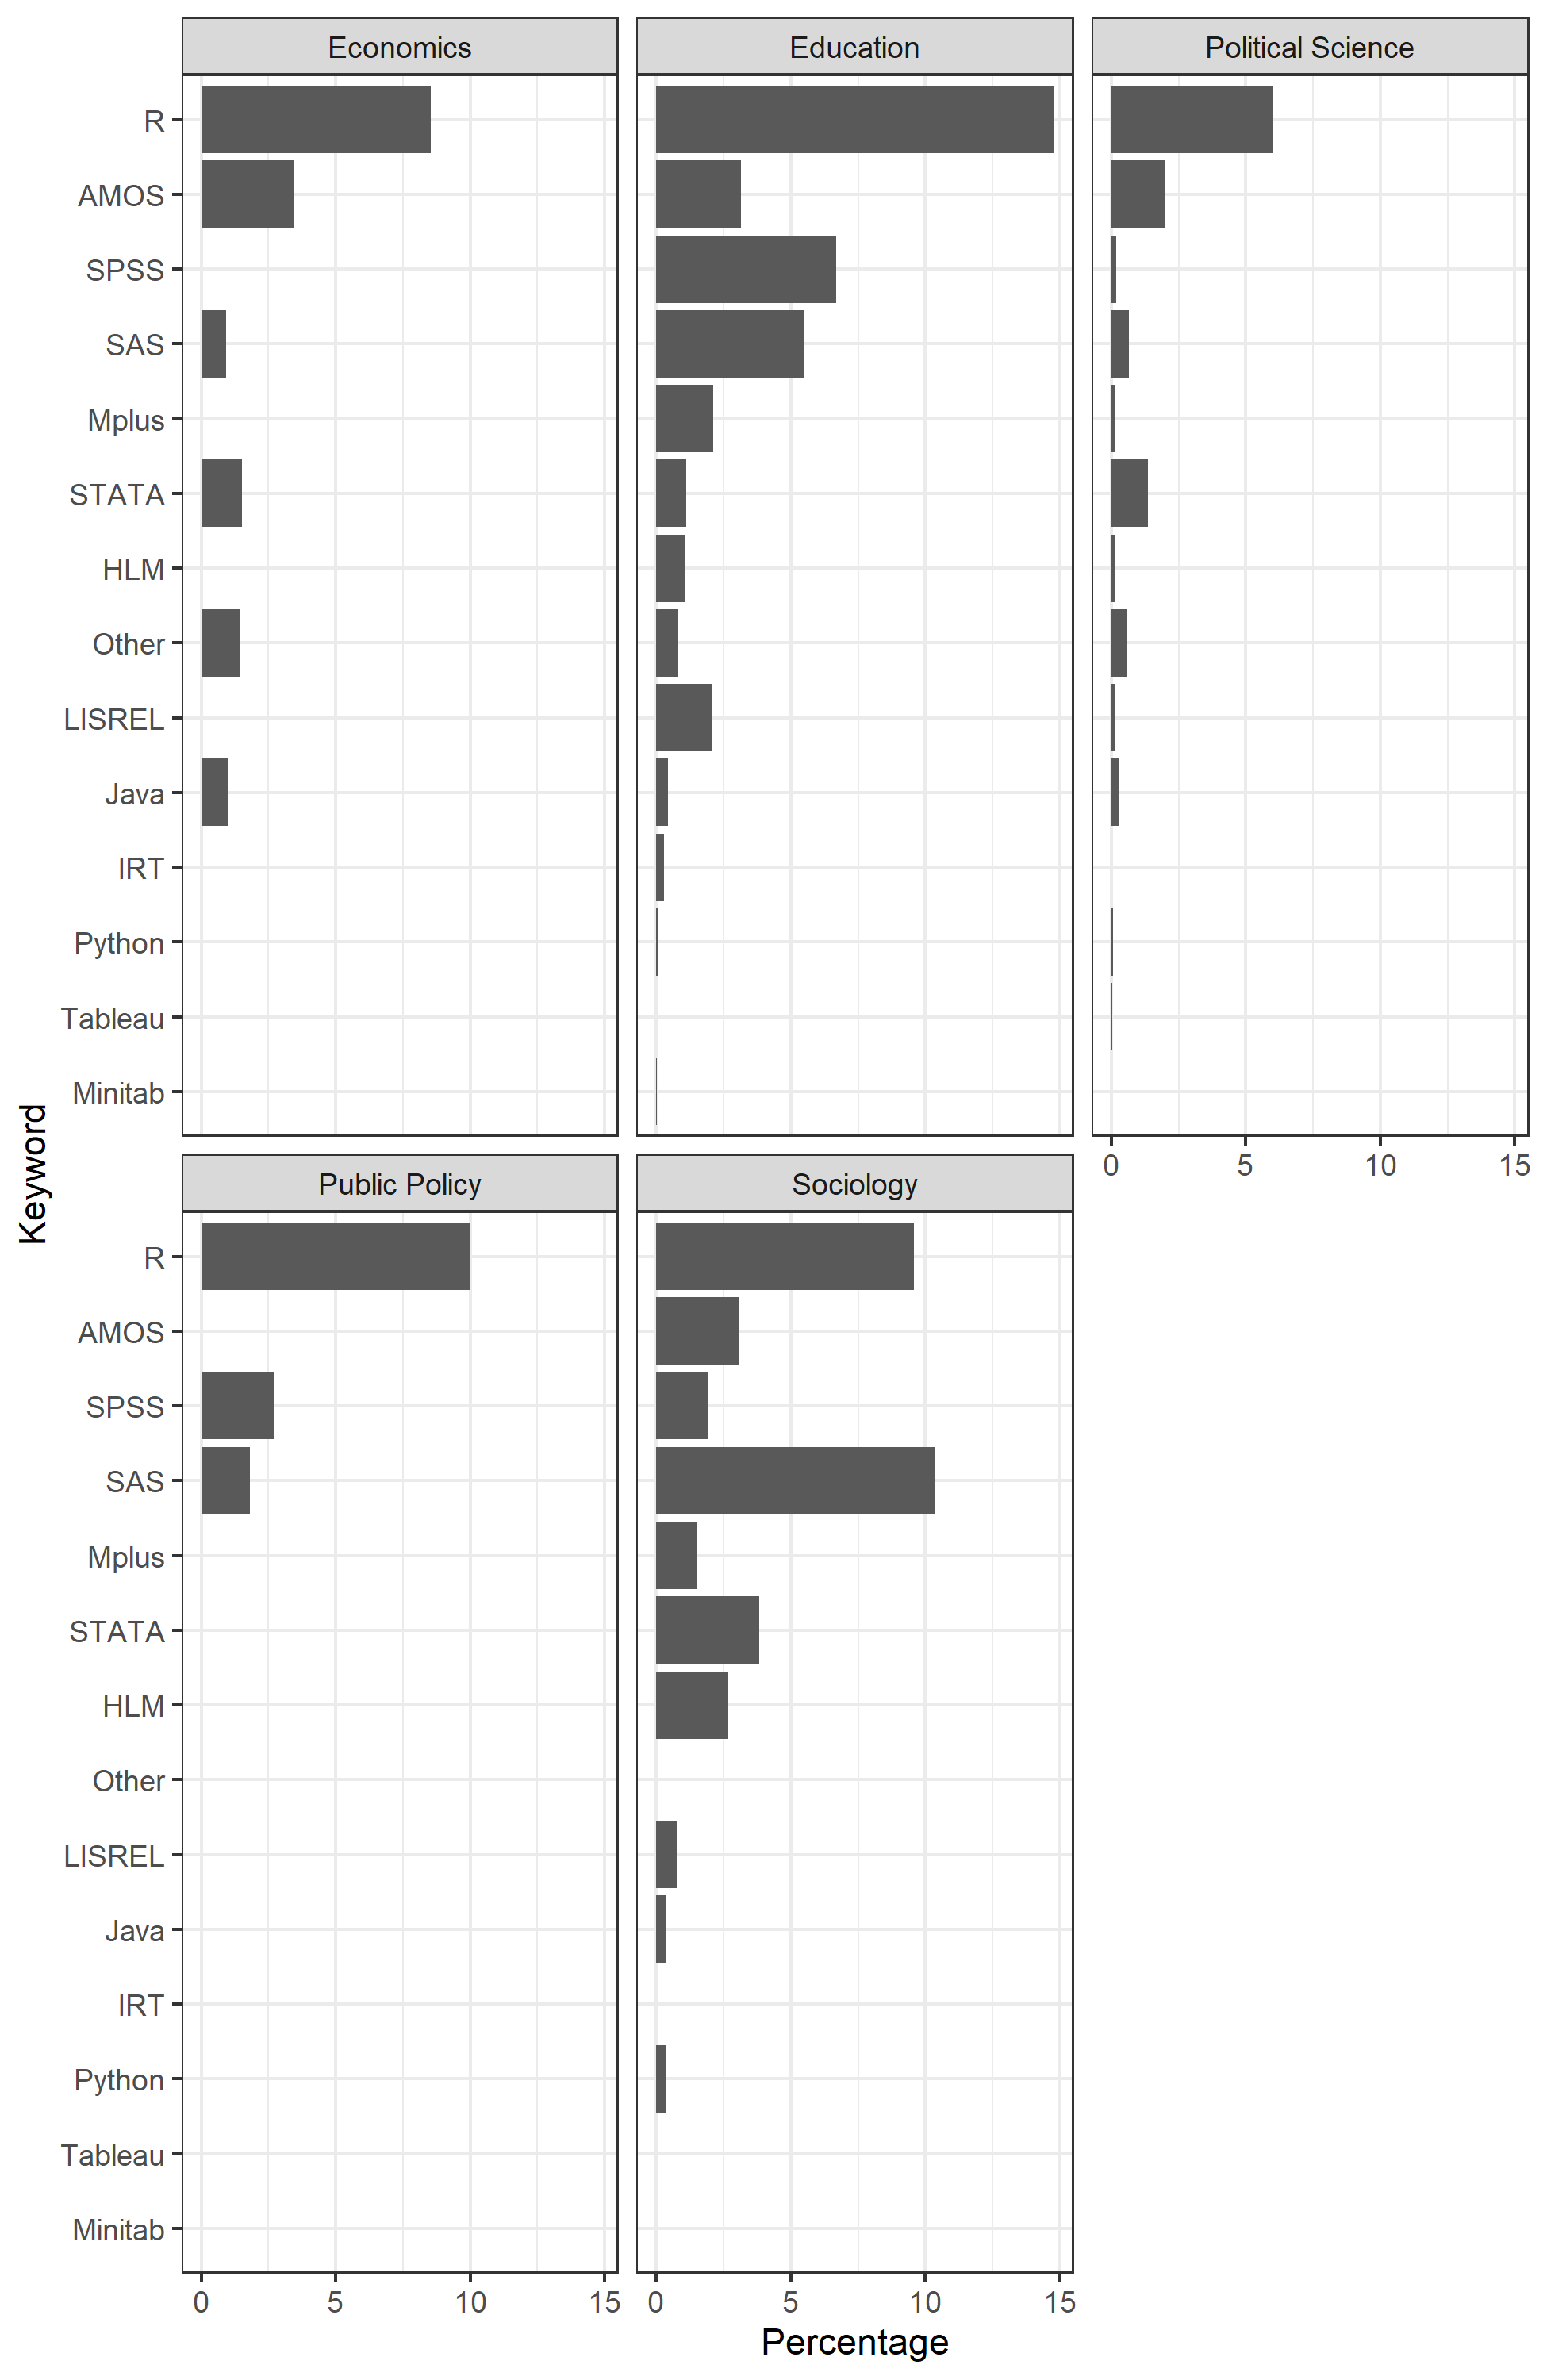 Economics
Education
Political Science
R
AMOS
SPSS
SAS
Mplus
STATA
HLM
Other
LISREL
Java
IRT
Python
Tableau
Minitab
0 5 10 15
Keyword
Public Policy
Sociology
R
AMOS
SPSS
SAS
Mplus
STATA
HLM
Other
LISREL
Java
IRT
Python
Tableau
Minitab
0 5 10 15
0 5 10 15
Percentage